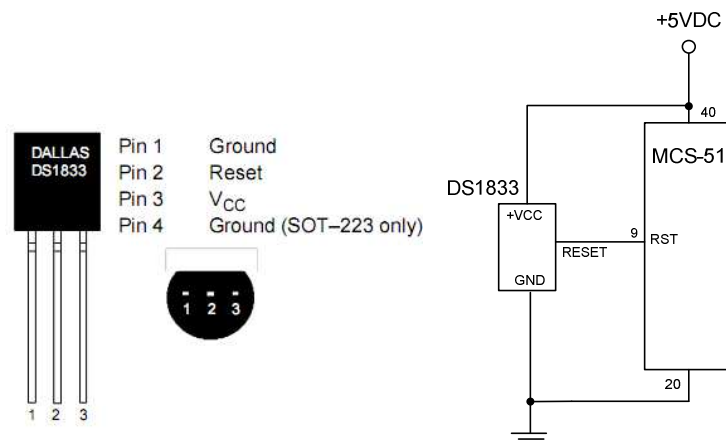 DALLAS
DS1833
Pin 1 Ground
Pin 2 Reset
Pin 3 VCC
Pin 4 Ground (SOT–223 only)
1 2 3
1 2 3
+5VDC
40
MCS-51
DS1833
+VCC
RESET
GND
9
RST
20